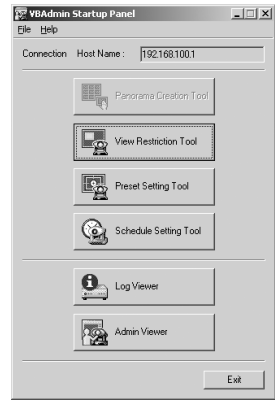 VBAdmin Startup Panel
File Help
Connection Host Name : 192.168.100.1
Panorama Creation Tool
View Restriction Tool
Preset Setting Tool
Schedule Setting Tool
Log Viewer
Admin Viewer
Exit